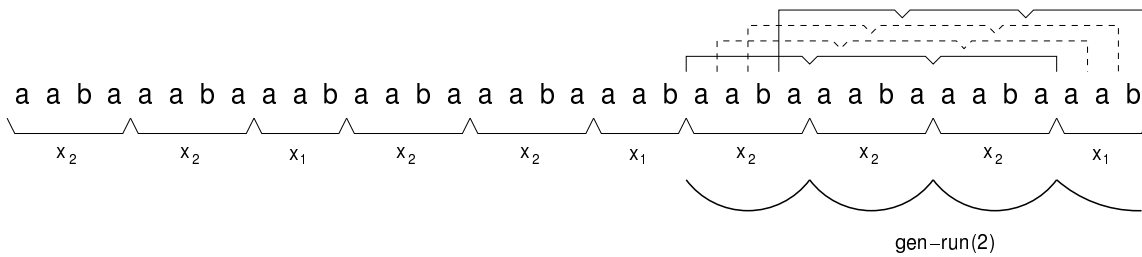 a a b a a a b a a a b a a b a a a b a a a b a a b a a a b a a a b a a a b
x₂ x₂ x₁ x₂ x₂ x₁ x₂ x₂ x₂ x₁
gen−run(2)